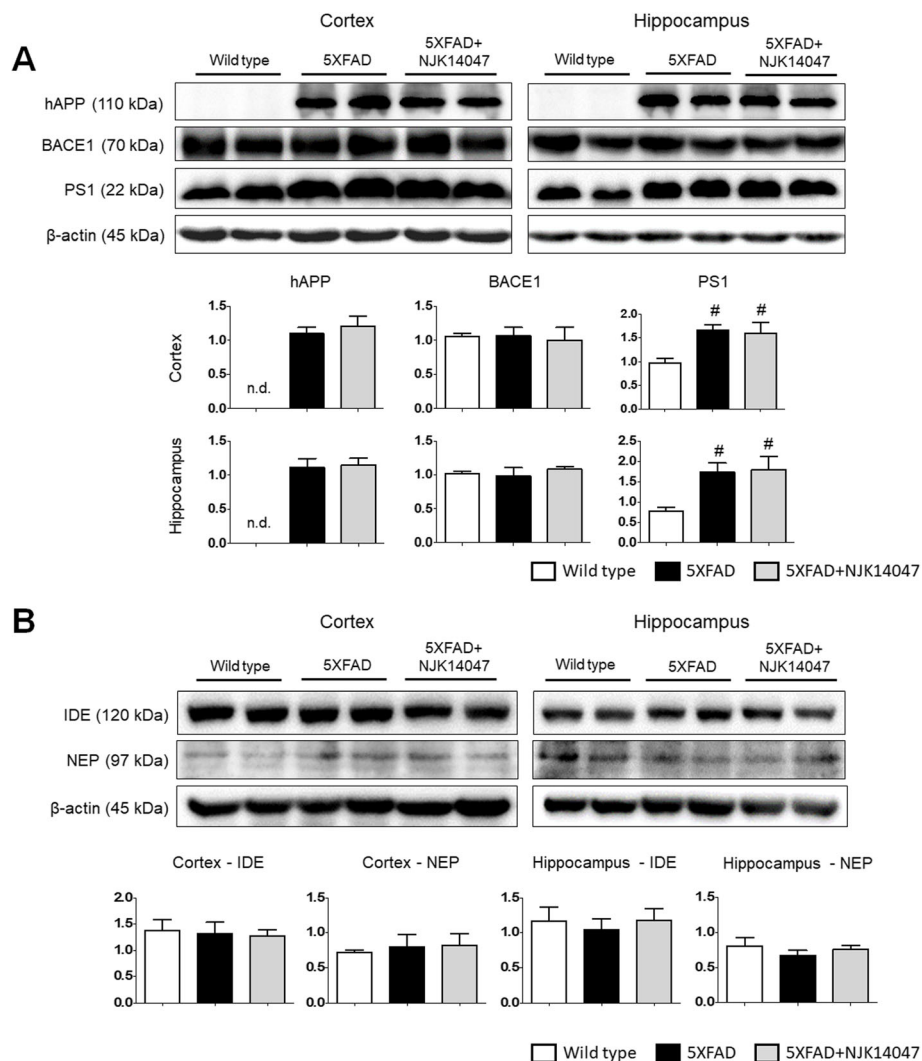 Cortex Hippocampus
A
Wild type 5XFAD 5XFAD+ NJK14047 Wild type 5XFAD 5XFAD+ NJK14047
hAPP (110 kDa)
BACE1 (70 kDa)
PS1 (22 kDa)
β-actin (45 kDa)
hAPP BACE1 PS1
Cortex
1.5 1.0 0.5 0.0 n.d.
1.5 1.0 0.5 0.0
2.0 1.5 1.0 0.5 0.0 # #
Hippocampus
1.5 1.0 0.5 0.0 n.d.
1.5 1.0 0.5 0.0
2.5 2.0 1.5 1.0 0.5 0.0 # #
Wild type 5XFAD 5XFAD+NJK14047
B
Cortex Hippocampus
Wild type 5XFAD 5XFAD+ NJK14047 Wild type 5XFAD 5XFAD+ NJK14047
IDE (120 kDa)
NEP (97 kDa)
β-actin (45 kDa)
Cortex - IDE Cortex - NEP Hippocampus - IDE Hippocampus - NEP
2.0 1.5 1.0 0.5 0.0
1.5 1.0 0.5 0.0
1.5 1.0 0.5 0.0
1.5 1.0 0.5 0.0
Wild type 5XFAD 5XFAD+NJK14047